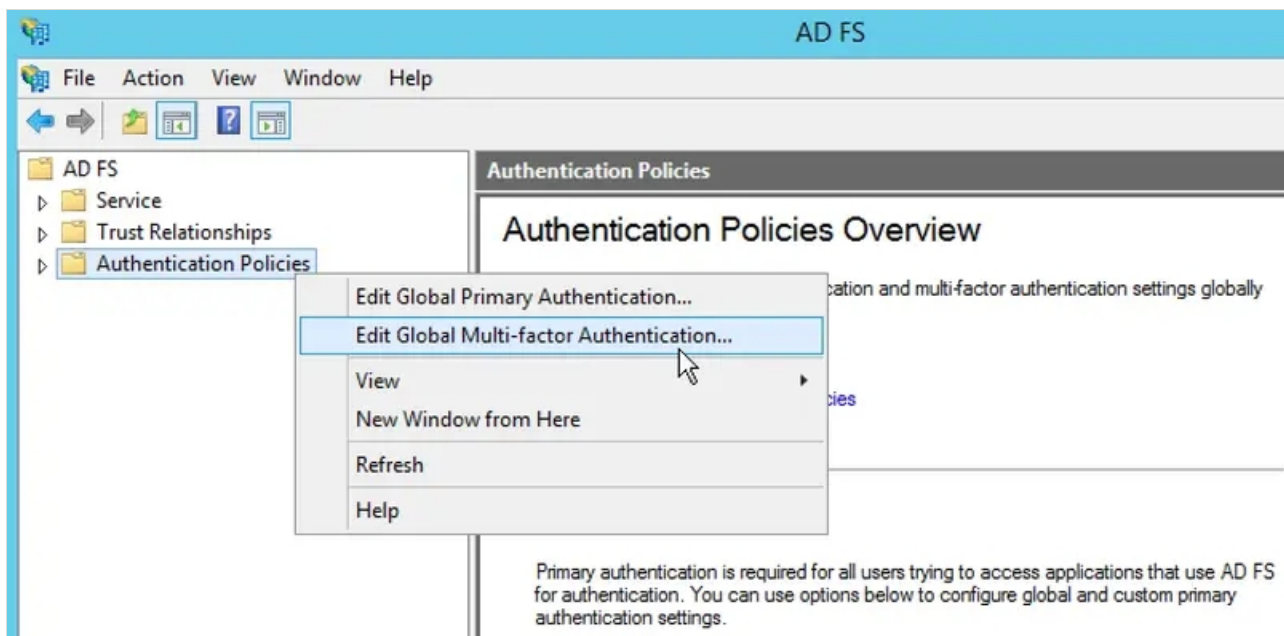 AD FS
File Action View Window Help
AD FS
Service
Trust Relationships
Authentication Policies
Edit Global Primary Authentication...
Edit Global Multi-factor Authentication...
View
New Window from Here
Refresh
Help
Authentication Policies
Authentication Policies Overview
and multi-factor authentication settings globally
Primary authentication is required for all users trying to access applications that use AD FS
for authentication. You can use options below to configure global and custom primary
authentication settings.